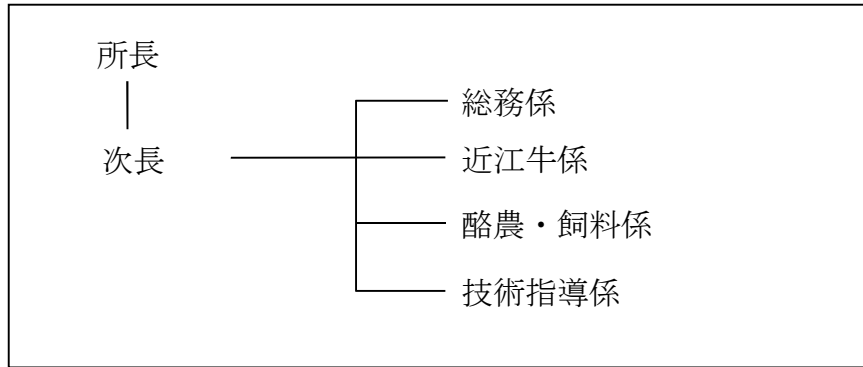 所長
総務係
次長
近江牛係
酪農・飼料係
技術指導係